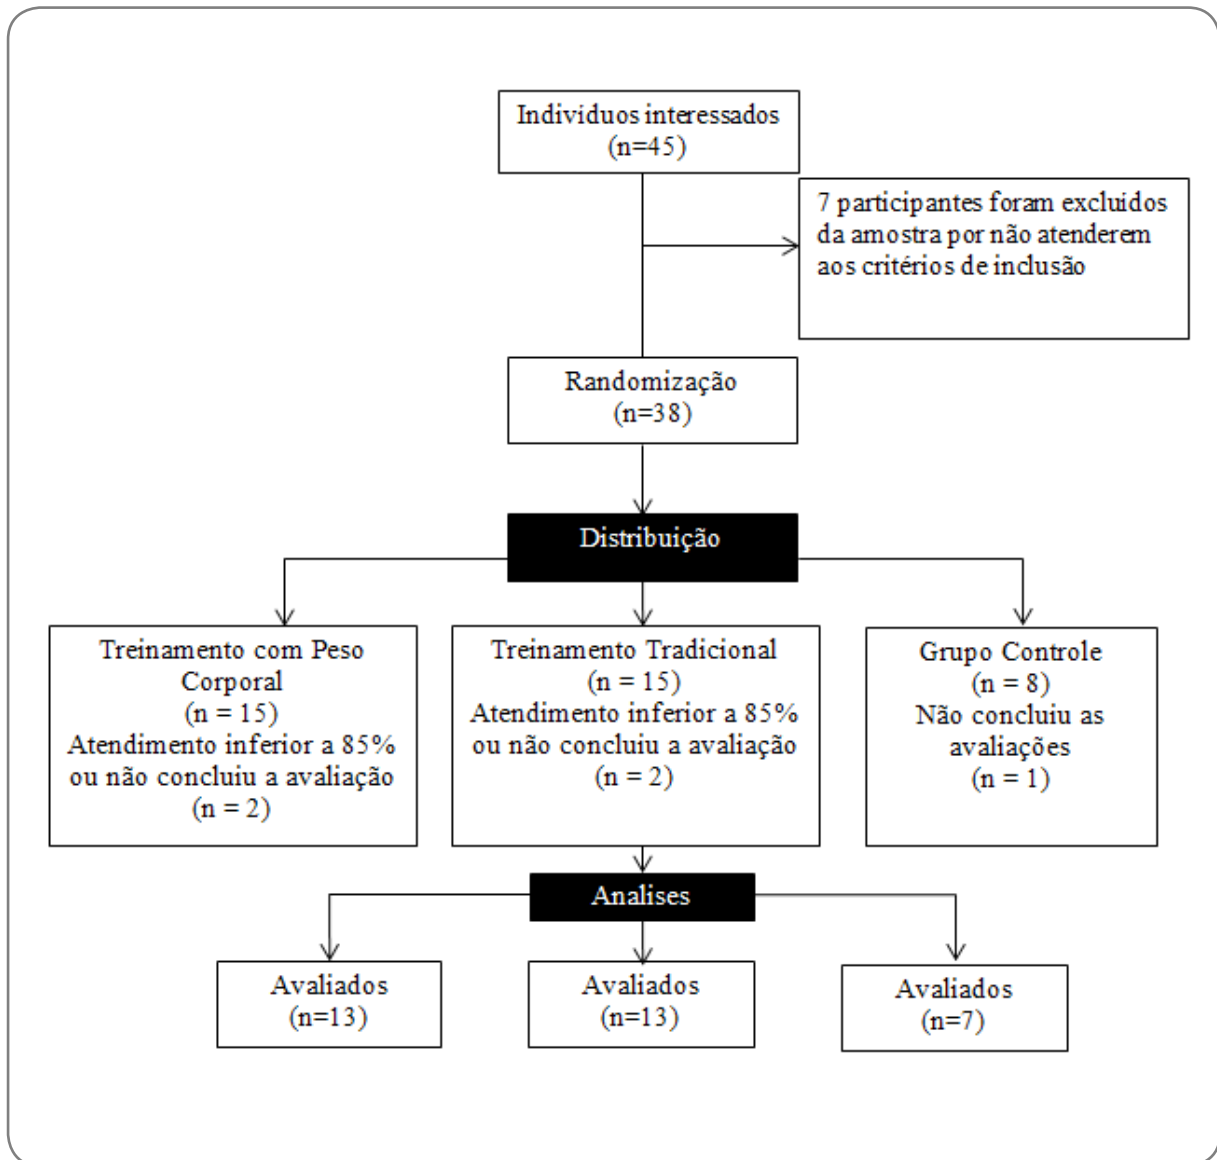 Indivíduos interessados
(n=45)
7 participantes foram excluídos
da amostra por não atenderem
aos critérios de inclusão
Randomização
(n=38)
Distribuição
Treinamento com Peso
Corporal
(n = 15)
Atendimento inferior a 85%
ou não concluiu a avaliação
(n = 2)
Treinamento Tradicional
(n = 15)
Atendimento inferior a 85%
ou não concluiu a avaliação
(n = 2)
Grupo Controle
(n = 8)
Não concluiu as
avaliações
(n = 1)
Analises
Avaliados
(n=13)
Avaliados
(n=13)
Avaliados
(n=7)